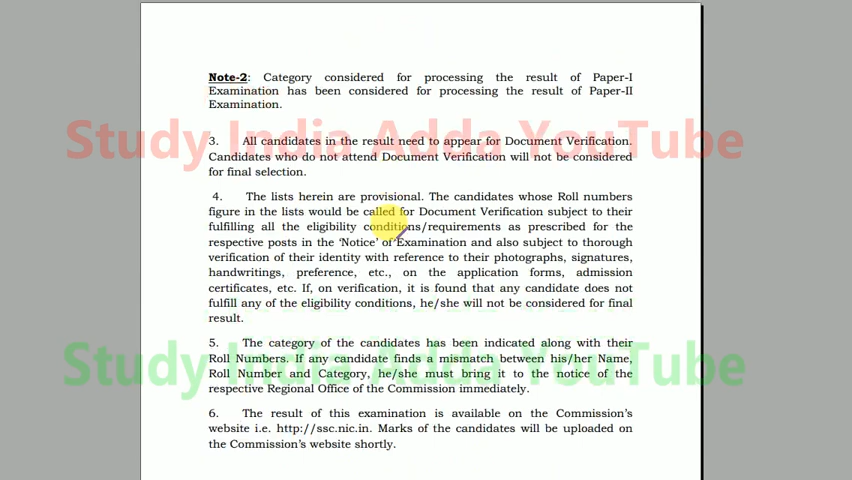 Note-2: Category considered for processing the result of Paper-I
Examination has been considered for processing the result of Paper-II
Examination.
3. All candidates in the result need to appear for Document Verification.
Candidates who do not attend Document Verification will not be considered
for final selection.
Study India Adda YouTube
4. The lists herein are provisional. The candidates whose Roll numbers
figure in the lists would be called for Document Verification subject to their
fulfilling all the eligibility conditions/requirements as prescribed for the
respective posts in the ‘Notice’ of Examination and also subject to thorough
verification of their identity with reference to their photographs, signatures,
handwritings, preference, etc., on the application forms, admission
certificates, etc. If, on verification, it is found that any candidate does not
fulfill any of the eligibility conditions, he/she will not be considered for final
result.
5. The category of the candidates has been indicated along with their
Roll Numbers. If any candidate finds a mismatch between his/her Name,
Roll Number and Category, he/she must bring it to the notice of the
respective Regional Office of the Commission immediately.
Study India Adda YouTube
6. The result of this examination is available on the Commission’s
website i.e. http://ssc.nic.in. Marks of the candidates will be uploaded on
the Commission’s website shortly.